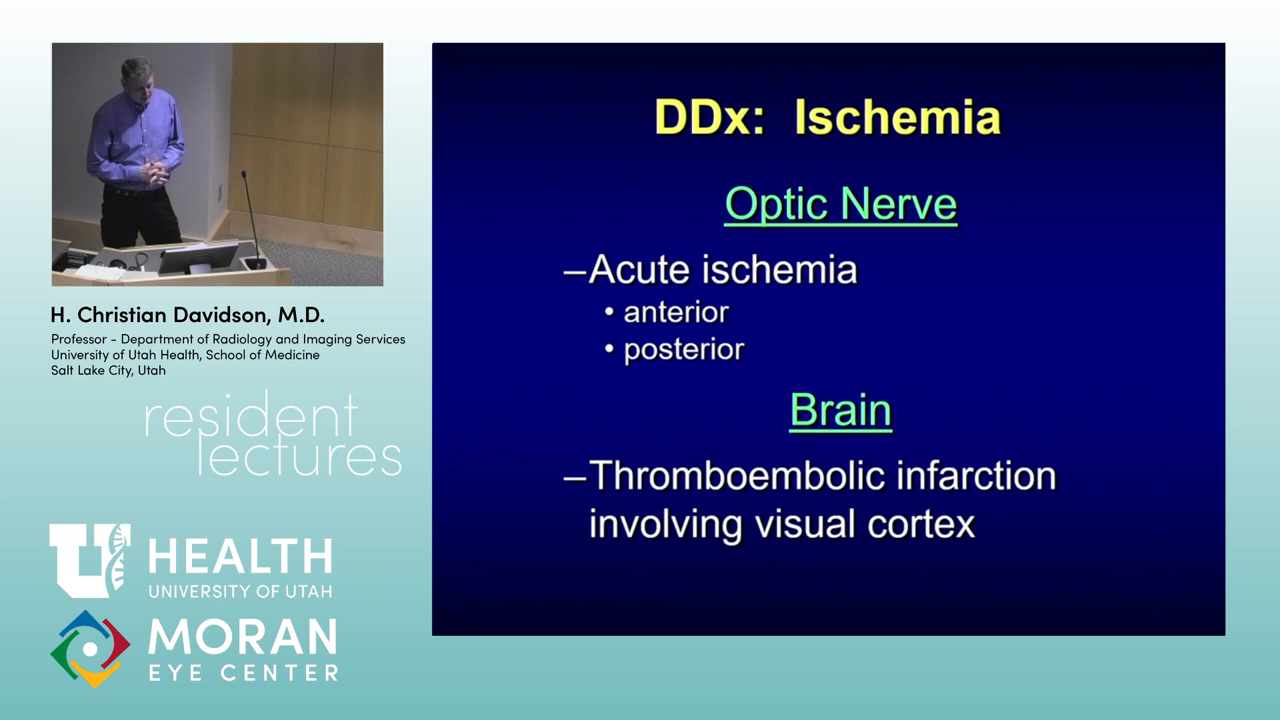 DDx: Ischemia
Optic Nerve
–Acute ischemia
• anterior
• posterior
Brain
–Thromboembolic infarction
involving visual cortex
H. Christian Davidson, M.D.
Professor - Department of Radiology and Imaging Services
University of Utah Health, School of Medicine
Salt Lake City, Utah
resident
lectures
U HEALTH
UNIVERSITY OF UTAH
MORAN
EYE CENTER